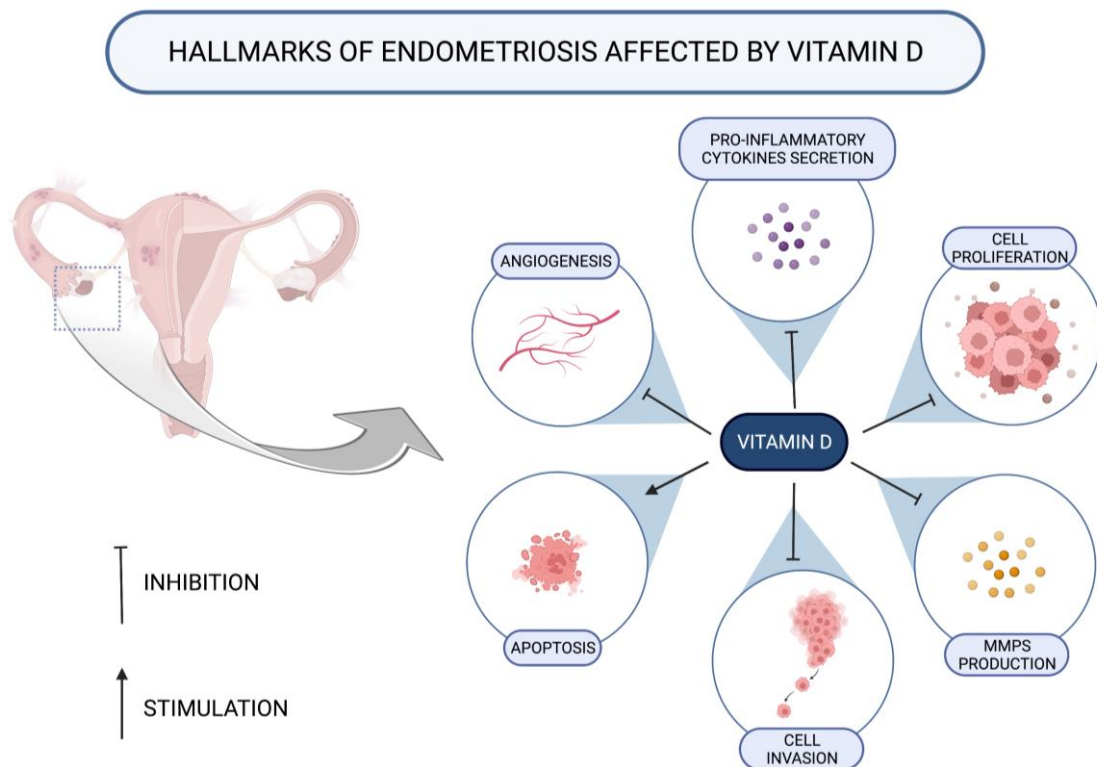 HALLMARKS OF ENDOMETRIOSIS AFFECTED BY VITAMIN D
PRO-INFLAMMATORY
CYTOKINES SECRETION
ANGIOGENESIS
CELL
PROLIFERATION
VITAMIN D
APOPTOSIS
MMPS
PRODUCTION
CELL
INVASION
INHIBITION
STIMULATION